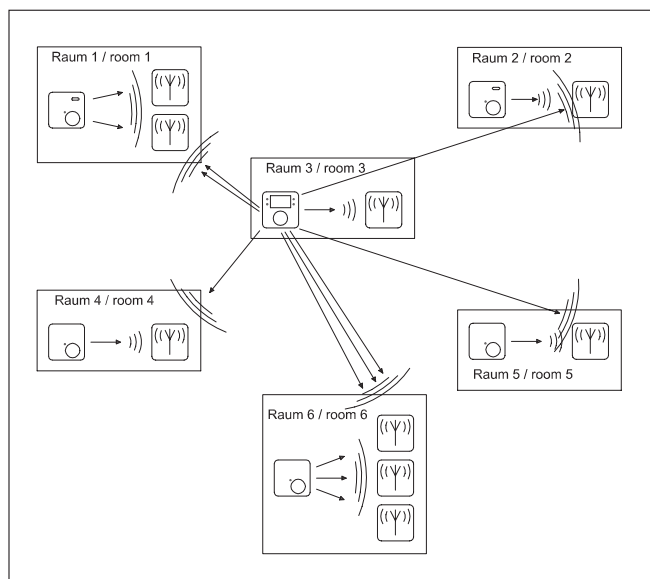 Raum 1 / room 1
Raum 2 / room 2
Raum 3 / room 3
Raum 4 / room 4
Raum 5 / room 5
Raum 6 / room 6